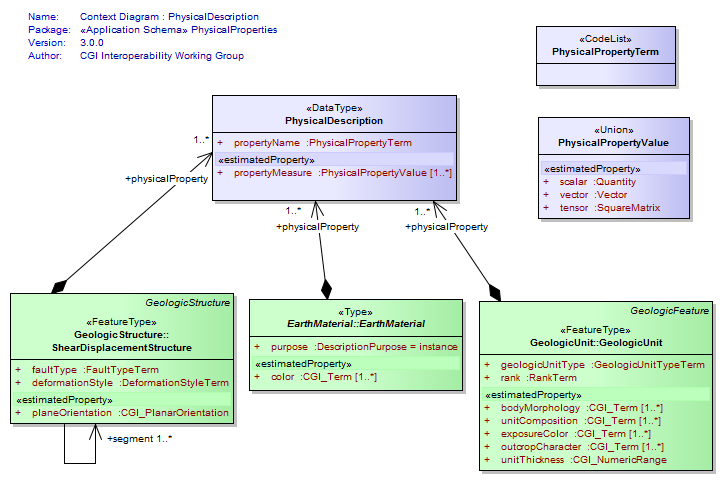 Name: Context Diagram : PhysicalDescription
Package: «Application Schema» PhysicalProperties
Version: 3.0.0
Author: CGI Interoperability Working Group
«CodeList»
PhysicalPropertyTerm
«DataType»
PhysicalDescription
+ propertyName :PhysicalPropertyTerm
«estimatedProperty»
+ propertyMeasure :PhysicalPropertyValue [1..*]
«Union»
PhysicalPropertyValue
«estimatedProperty»
+ scalar :Quantity
+ vector :Vector
+ tensor :SquareMatrix
1..*
+physicalProperty
1..*
+physicalProperty
1..*
+physicalProperty
GeologicStructure
«FeatureType»
GeologicStructure::
ShearDisplacementStructure
+ faultType :FaultTypeTerm
+ deformationStyle :DeformationStyleTerm
«estimatedProperty»
+ planeOrientation :CGI_PlanarOrientation
+segment 1..*
«Type»
EarthMaterial::EarthMaterial
+ purpose :DescriptionPurpose = instance
«estimatedProperty»
+ color :CGI_Term [1..*]
GeologicFeature
«FeatureType»
GeologicUnit::GeologicUnit
+ geologicUnitType :GeologicUnitTypeTerm
+ rank :RankTerm
«estimatedProperty»
+ bodyMorphology :CGI_Term [1..*]
+ unitComposition :CGI_Term [1..*]
+ exposureColor :CGI_Term [1..*]
+ outcropCharacter :CGI_Term [1..*]
+ unitThickness :CGI_NumericRange